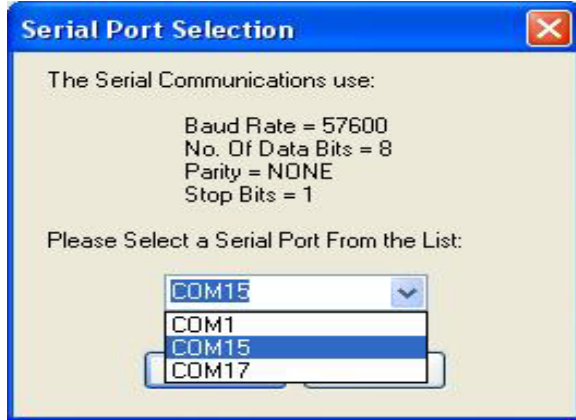 Serial Port Selection
The Serial Communications use:
Baud Rate = 57600
No. Of Data Bits = 8
Parity = NONE
Stop Bits = 1
Please Select a Serial Port From the List:
COM15
COM1
COM15
COM17